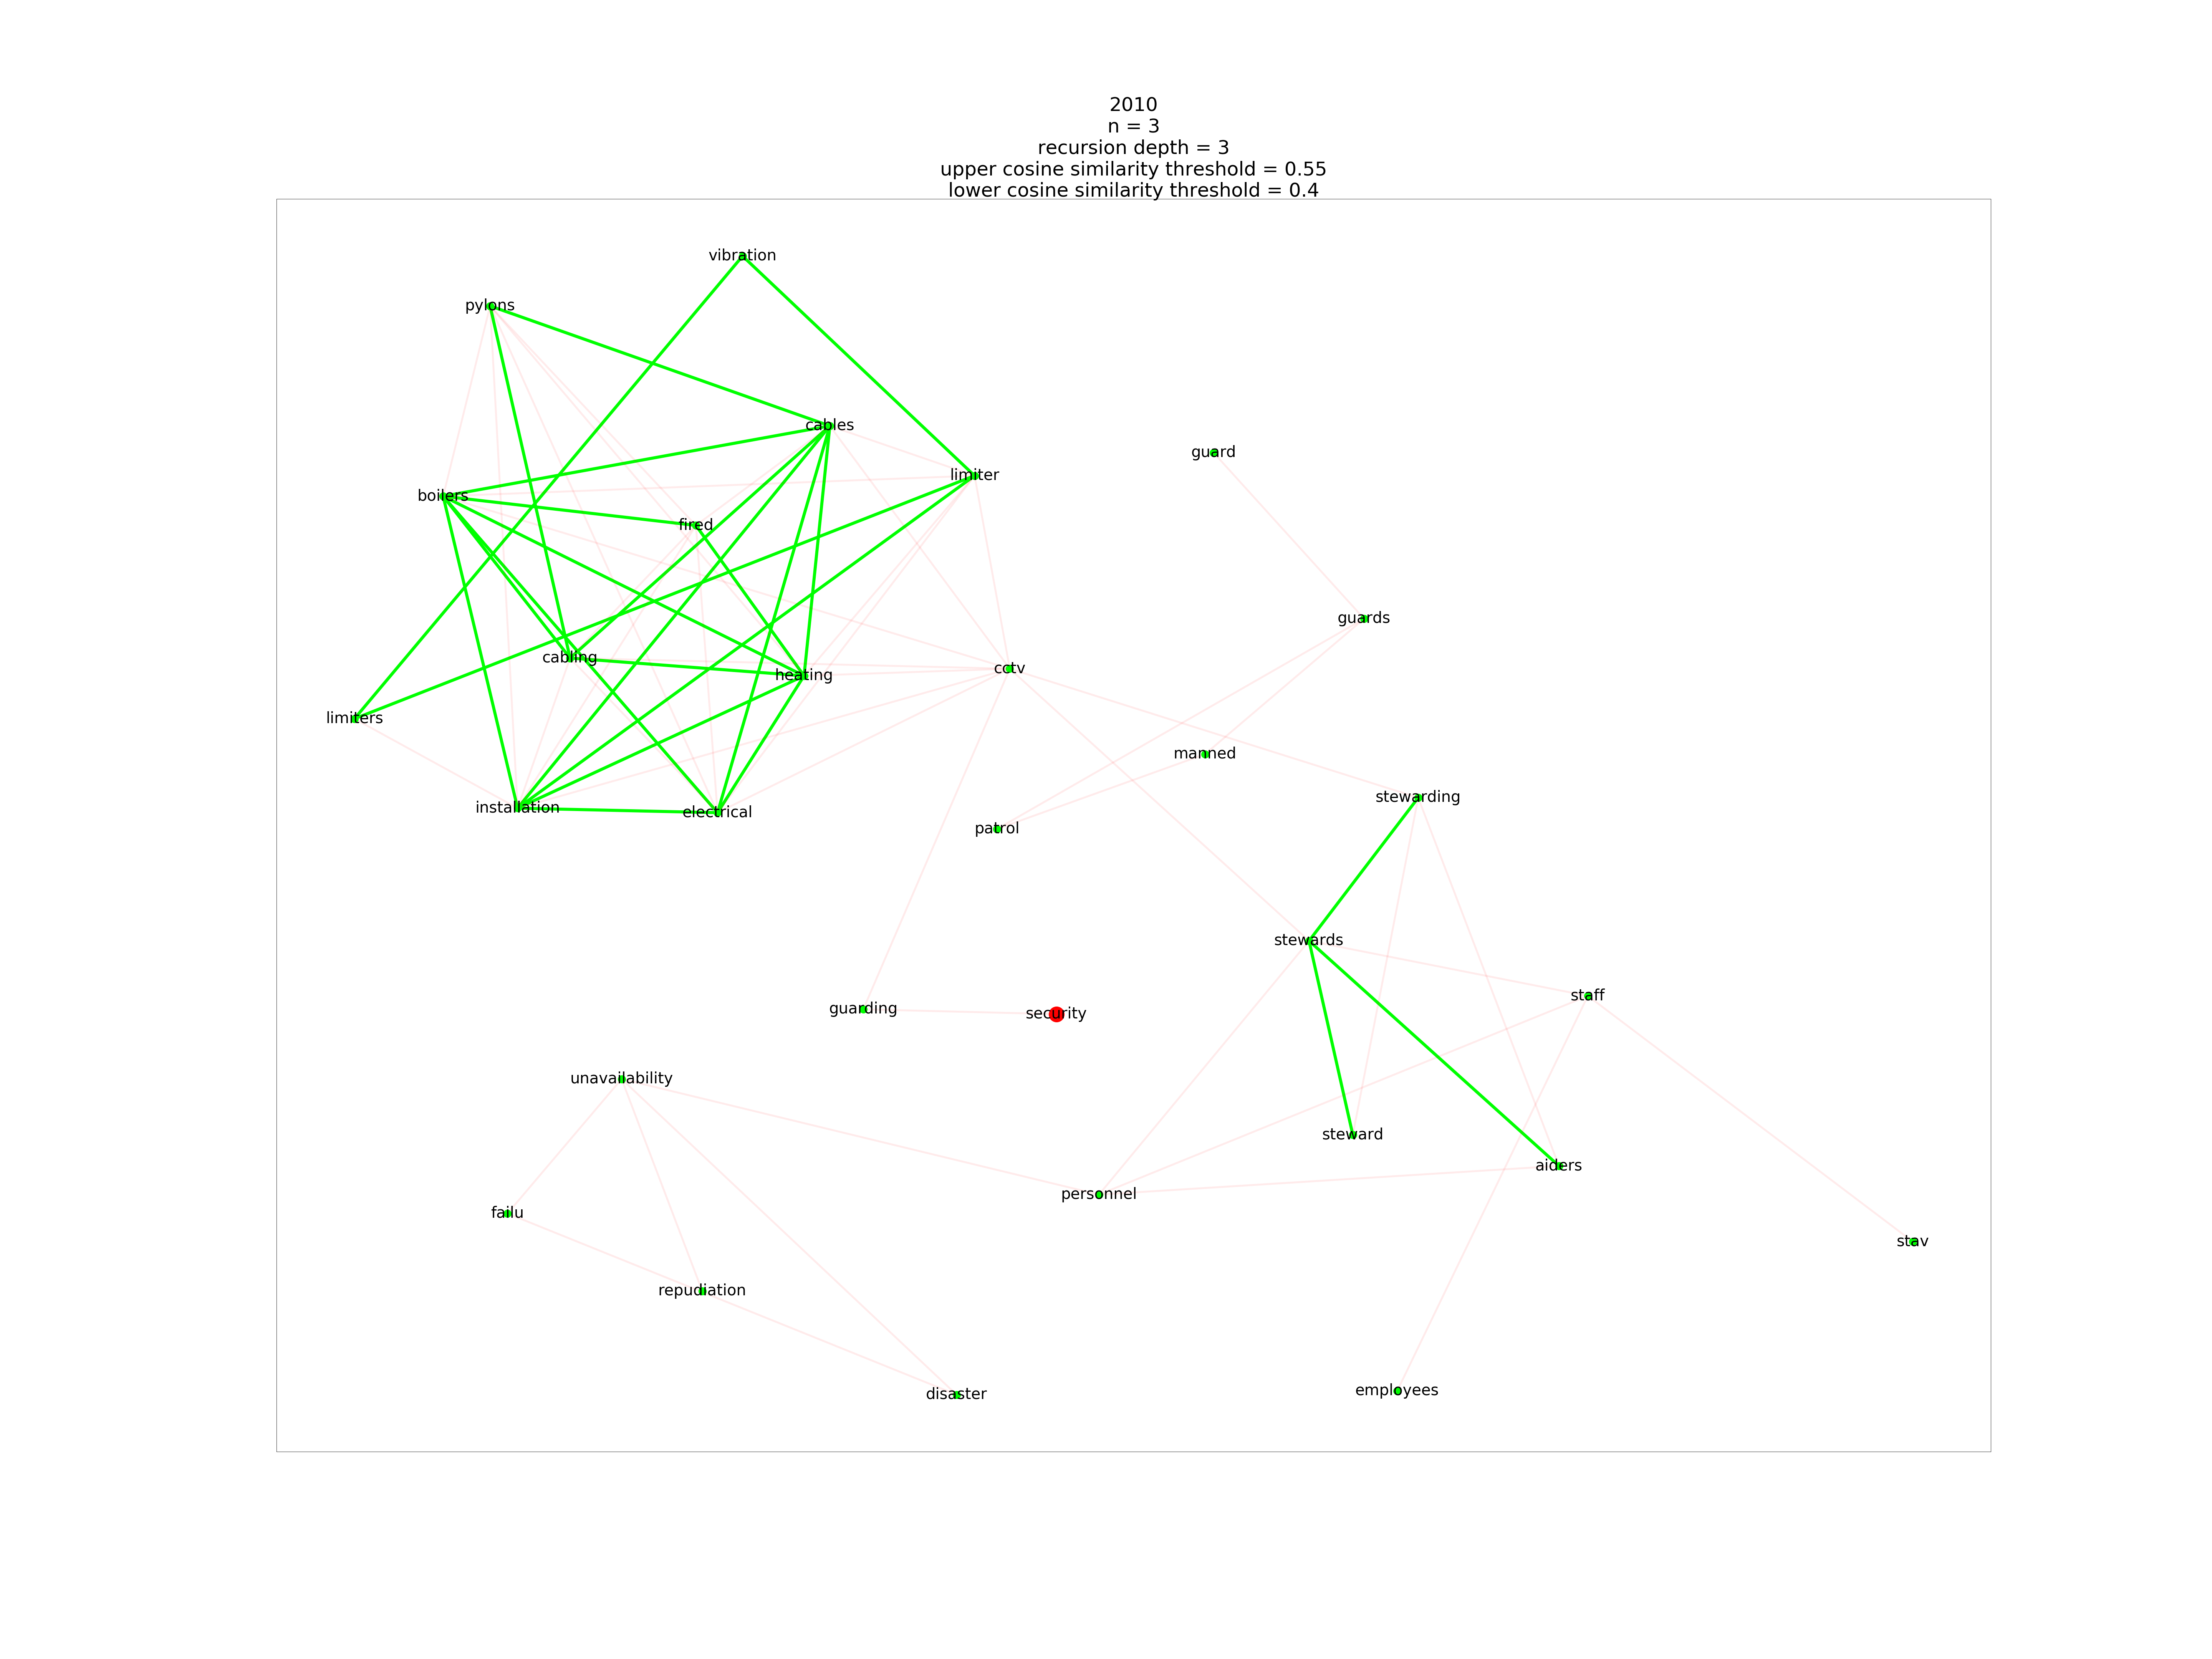 2010
n = 3
recursion depth = 3
upper cosine similarity threshold = 0.55
lower cosine similarity threshold = 0.4
vibration
pylons
cables
guard
limiter
boilers
fired
guards
cabling
cctv
heating
limiters
manned
stewarding
installation
electrical
patrol
stewards
staff
guarding
security
unavailability
steward
aiders
personnel
failu
stav
repudiation
employees
disaster